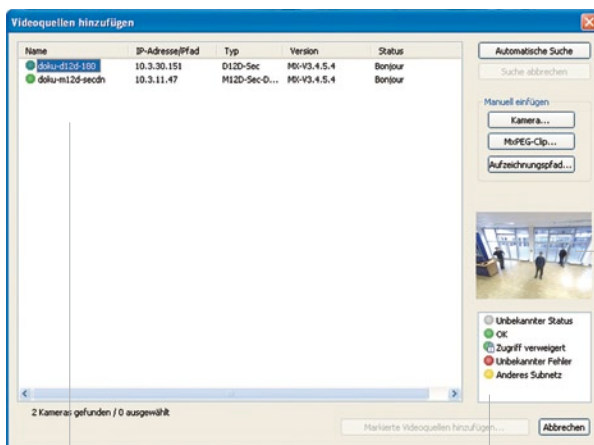 Videoquellen hinzufügen
Name IP-Adresse/Pfad Typ Version Status
doku-d12d-180 10.3.30.151 D12D-Sec MX-V3.4.5.4 Bonjour
doku-m12d-secdn 10.3.11.47 M12D-Sec-D... MX-V3.4.5.4 Bonjour
Automatische Suche
Suche abbrechen
Manuell einfügen
Kamera...
MxPEG-Clip...
Aufzeichnungspfad...
Unbekannter Status
OK
Zugriff verweigert
Unbekannter Fehler
Anderes Subnetz
2 Kameras gefunden / 0 ausgewählt
Markierte Videoquellen hinzufügen...
Abbrechen